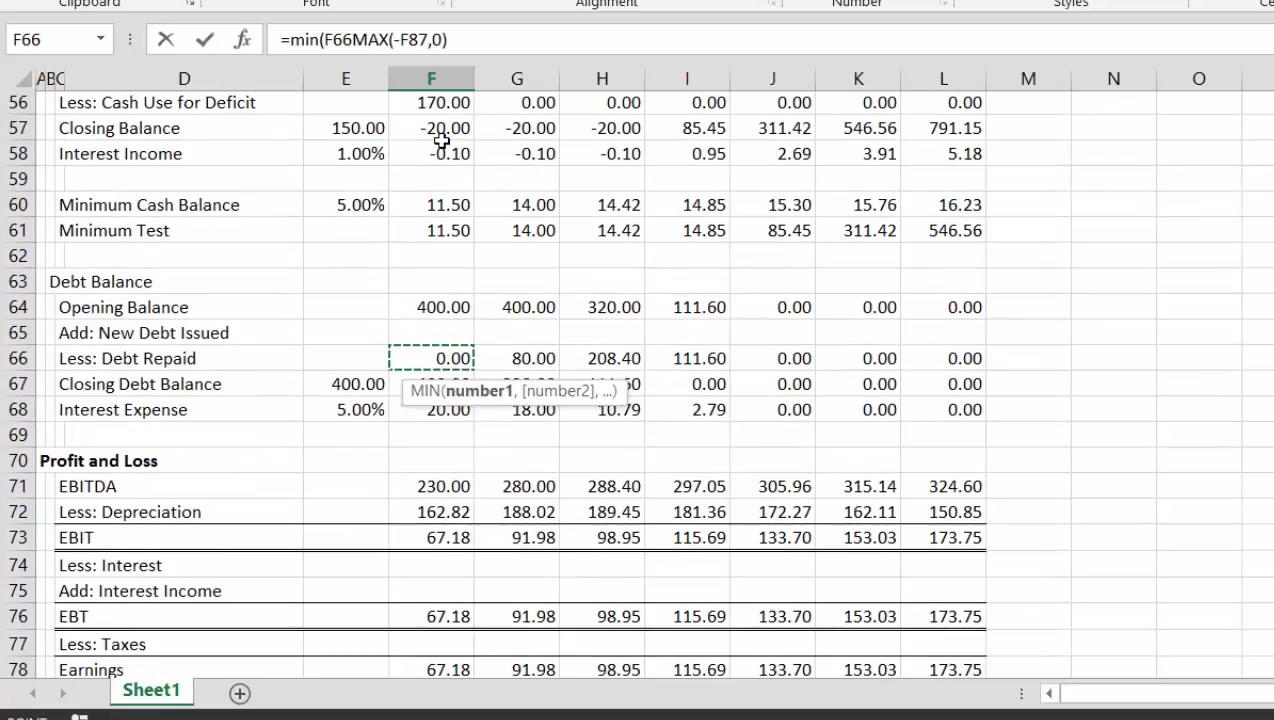 Clipboard Font Alignment Number Styles
F66 =min(F66MAX(-F87,0)
A B C D E F G H I J K L M N O
56 Less: Cash Use for Deficit 170.00 0.00 0.00 0.00 0.00 0.00 0.00
57 Closing Balance 150.00 -20.00 -20.00 -20.00 85.45 311.42 546.56 791.15
58 Interest Income 1.00% -0.10 -0.10 -0.10 0.95 2.69 3.91 5.18
59
60 Minimum Cash Balance 5.00% 11.50 14.00 14.42 14.85 15.30 15.76 16.23
61 Minimum Test 11.50 14.00 14.42 14.85 85.45 311.42 546.56
62
63 Debt Balance
64 Opening Balance 400.00 400.00 320.00 111.60 0.00 0.00 0.00
65 Add: New Debt Issued
66 Less: Debt Repaid 0.00 80.00 208.40 111.60 0.00 0.00 0.00
67 Closing Debt Balance 400.00 0.00 0.00 0.00 0.00
MIN(number1, [number2], ...)
68 Interest Expense 5.00% 20.00 18.00 10.79 2.79 0.00 0.00 0.00
69
70 Profit and Loss
71 EBITDA 230.00 280.00 288.40 297.05 305.96 315.14 324.60
72 Less: Depreciation 162.82 188.02 189.45 181.36 172.27 162.11 150.85
73 EBIT 67.18 91.98 98.95 115.69 133.70 153.03 173.75
74 Less: Interest
75 Add: Interest Income
76 EBT 67.18 91.98 98.95 115.69 133.70 153.03 173.75
77 Less: Taxes
78 Earnings 67.18 91.98 98.95 115.69 133.70 153.03 173.75
Sheet1